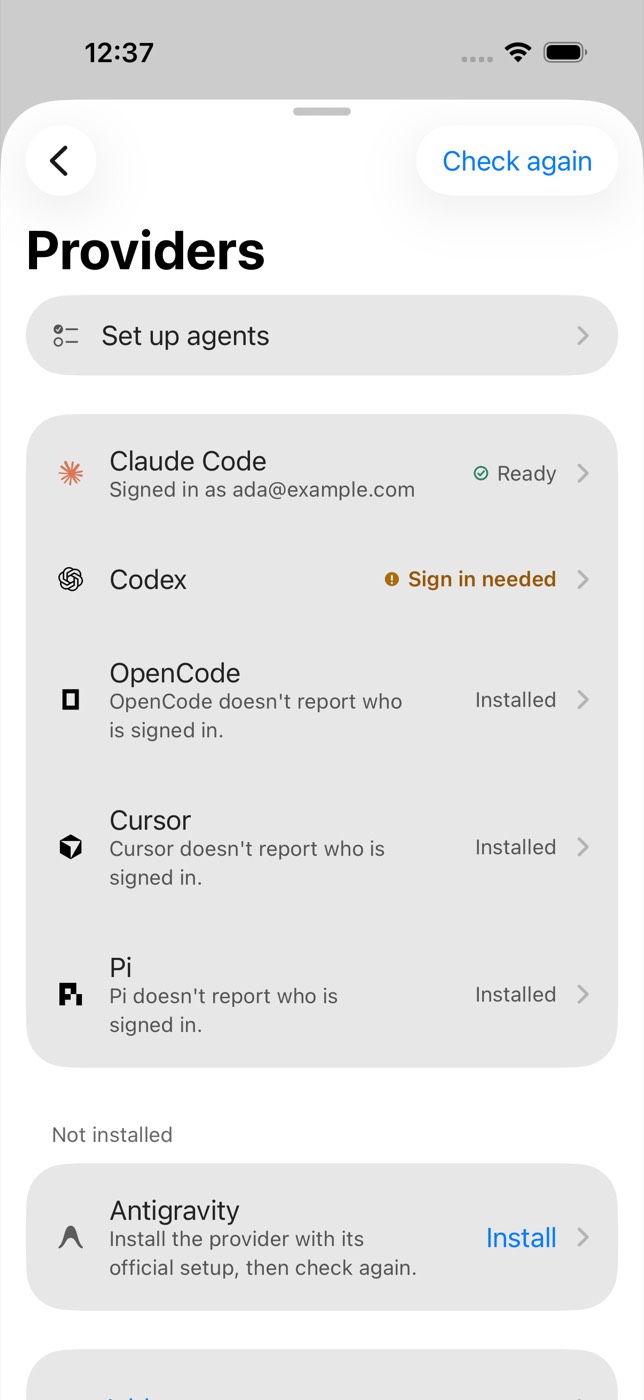 12:37
Check again
Providers
Set up agents
Claude Code
Signed in as ada@example.com
Ready
Codex
Sign in needed
OpenCode
OpenCode doesn't report who
is signed in.
Installed
Cursor
Cursor doesn't report who is
signed in.
Installed
Pi
Pi doesn't report who is
signed in.
Installed
Not installed
Antigravity
Install the provider with its
official setup, then check again.
Install